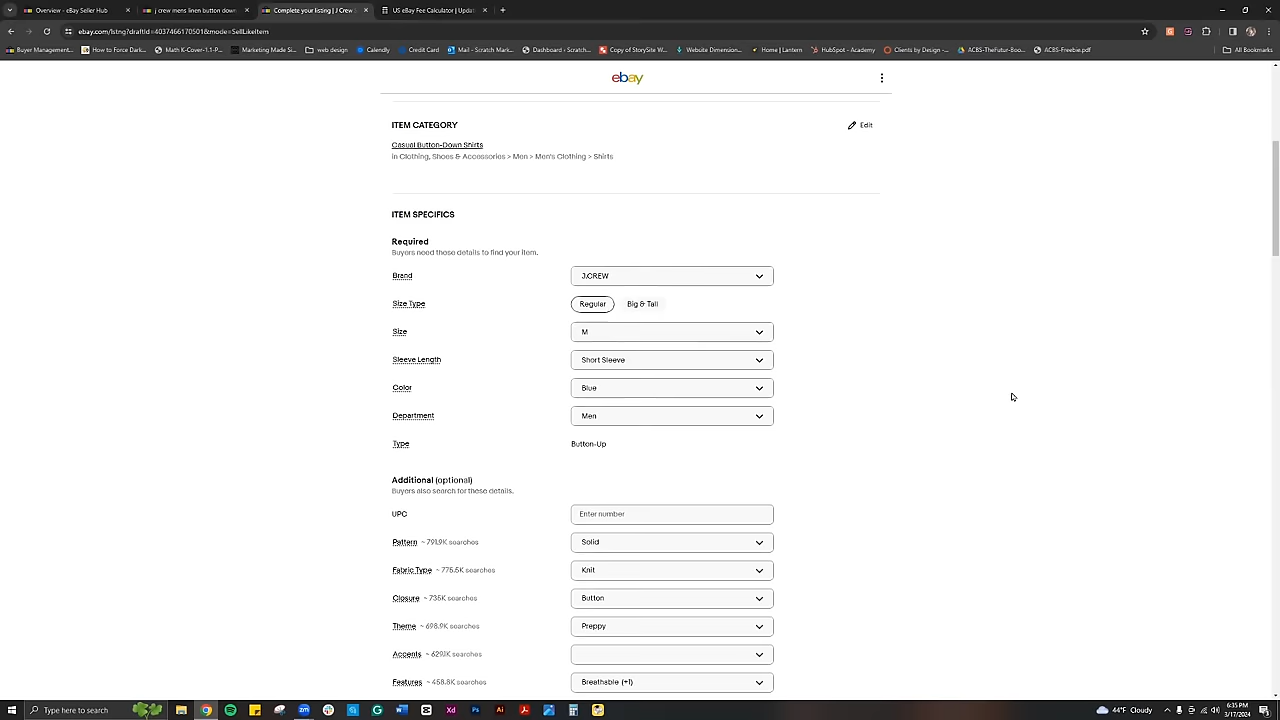 Overview - eBay Seller Hub
j crew mens linen button down
Complete your listing | J Crew
US eBay Fee Calculator | Updat
ebay.com/lstng?draftId=4037466170501&mode=SellLikeItem
Buyer Management...
How to Force Dark...
Math K-Cover-1.1-P...
Marketing Made Si...
web design
Calendly
Credit Card
Mail - Scratch Mark...
Dashboard ‹ Scratch...
Copy of StorySite W...
Website Dimension...
Home | Lantern
HubSpot - Academy
Clients by Design -...
ACBS-TheFutur-Boo...
ACBS-Freebie.pdf
All Bookmarks
ebay
ITEM CATEGORY
Edit
Casual Button-Down Shirts
in Clothing, Shoes & Accessories > Men > Men's Clothing > Shirts
ITEM SPECIFICS
Required
Buyers need these details to find your item.
Brand
J.CREW
Size Type
Regular
Big & Tall
Size
M
Sleeve Length
Short Sleeve
Color
Blue
Department
Men
Type
Button-Up
Additional (optional)
Buyers also search for these details.
UPC
Enter number
Pattern ~ 791.9K searches
Solid
Fabric Type ~ 775.5K searches
Knit
Closure ~ 735K searches
Button
Theme ~ 698.9K searches
Preppy
Accents ~ 629.1K searches
Features ~ 458.8K searches
Breathable (+1)
Type here to search
44°F Cloudy
6:35 PM
3/17/2024